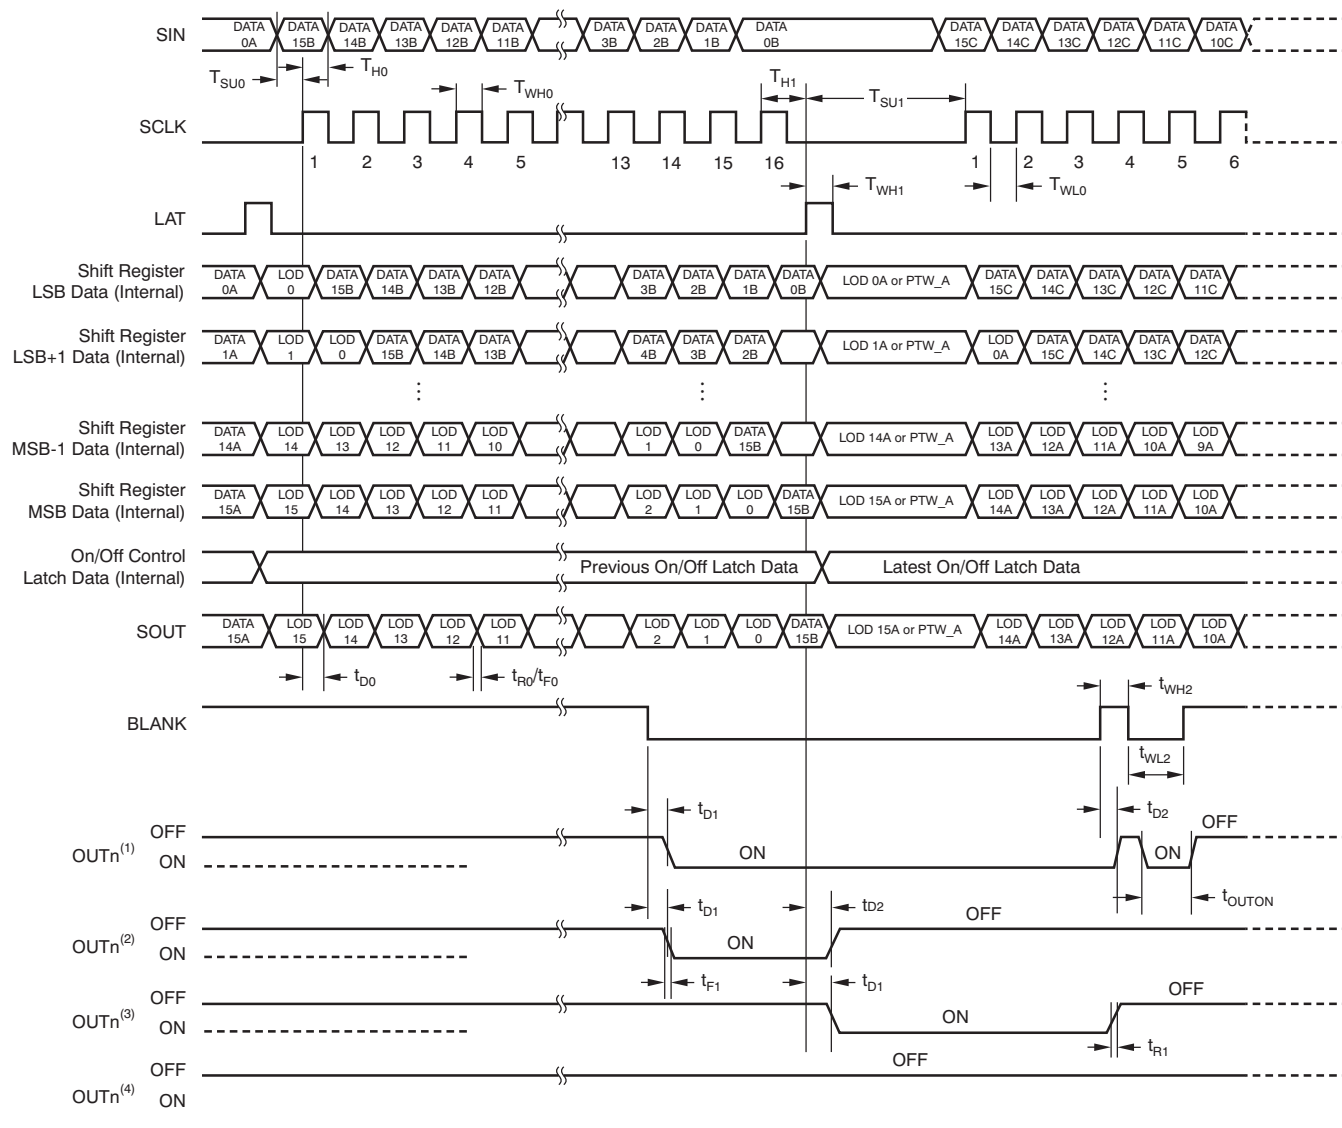 SIN DATA 0A DATA 15B DATA 14B DATA 13B DATA 12B DATA 11B DATA 3B DATA 2B DATA 1B DATA 0B DATA 15C DATA 14C DATA 13C DATA 12C DATA 11C DATA 10C
TSU0 TH0 TWH0 TH1 TSU1
SCLK
1 2 3 4 5 13 14 15 16 1 2 3 4 5 6
TWH1 TWL0
LAT
Shift Register LSB Data (Internal) DATA 0A LOD 0 DATA 15B DATA 14B DATA 13B DATA 12B DATA 3B DATA 2B DATA 1B DATA 0B LOD 0A or PTW_A DATA 15C DATA 14C DATA 13C DATA 12C DATA 11C
Shift Register LSB+1 Data (Internal) DATA 1A LOD 1 LOD 0 DATA 15B DATA 14B DATA 13B DATA 4B DATA 3B DATA 2B LOD 1A or PTW_A LOD 0A DATA 15C DATA 14C DATA 13C DATA 12C
Shift Register MSB-1 Data (Internal) DATA 14A LOD 14 LOD 13 LOD 12 LOD 11 LOD 10 LOD 1 LOD 0 DATA 15B LOD 14A or PTW_A LOD 13A LOD 12A LOD 11A LOD 10A LOD 9A
Shift Register MSB Data (Internal) DATA 15A LOD 15 LOD 14 LOD 13 LOD 12 LOD 11 LOD 2 LOD 1 LOD 0 DATA 15B LOD 15A or PTW_A LOD 14A LOD 13A LOD 12A LOD 11A LOD 10A
On/Off Control Latch Data (Internal) Previous On/Off Latch Data Latest On/Off Latch Data
SOUT DATA 15A LOD 15 LOD 14 LOD 13 LOD 12 LOD 11 LOD 2 LOD 1 LOD 0 DATA 15B LOD 15A or PTW_A LOD 14A LOD 13A LOD 12A LOD 11A LOD 10A
tD0 tR0/tF0
tWH2
BLANK
tWL2
tD1 tD2
OFF OFF
OUTn(1) ON ON ON
tD1 tD2 tOUTON
OFF OFF
OUTn(2) ON ON
tF1 tD1
OFF OFF
OUTn(3) ON ON
tR1
OFF OFF
OUTn(4) ON